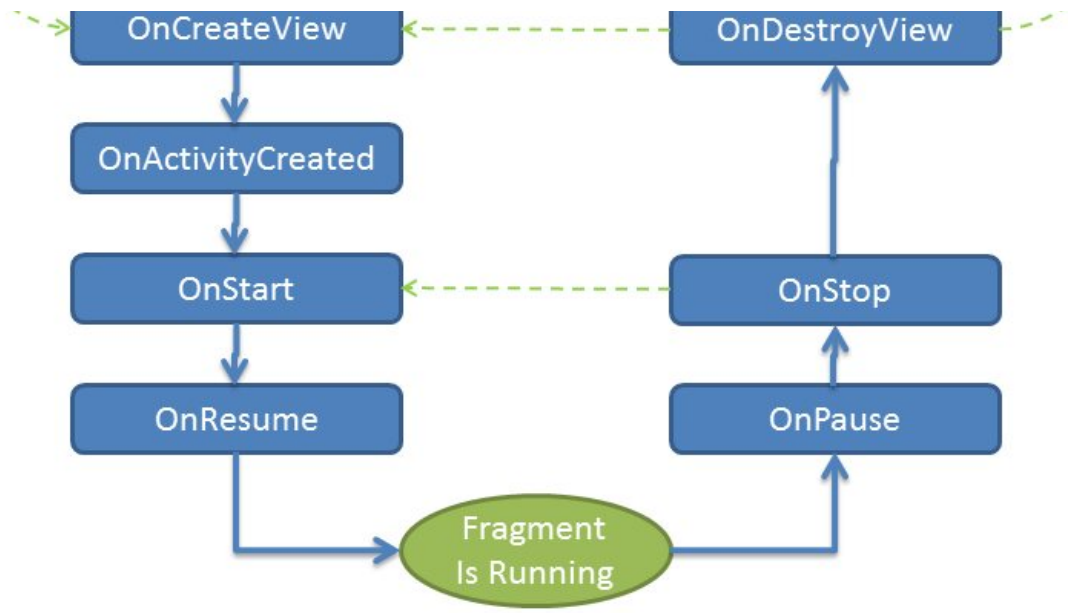 OnCreateView
OnDestroyView
OnActivityCreated
OnStart
OnStop
OnResume
OnPause
Fragment
Is Running